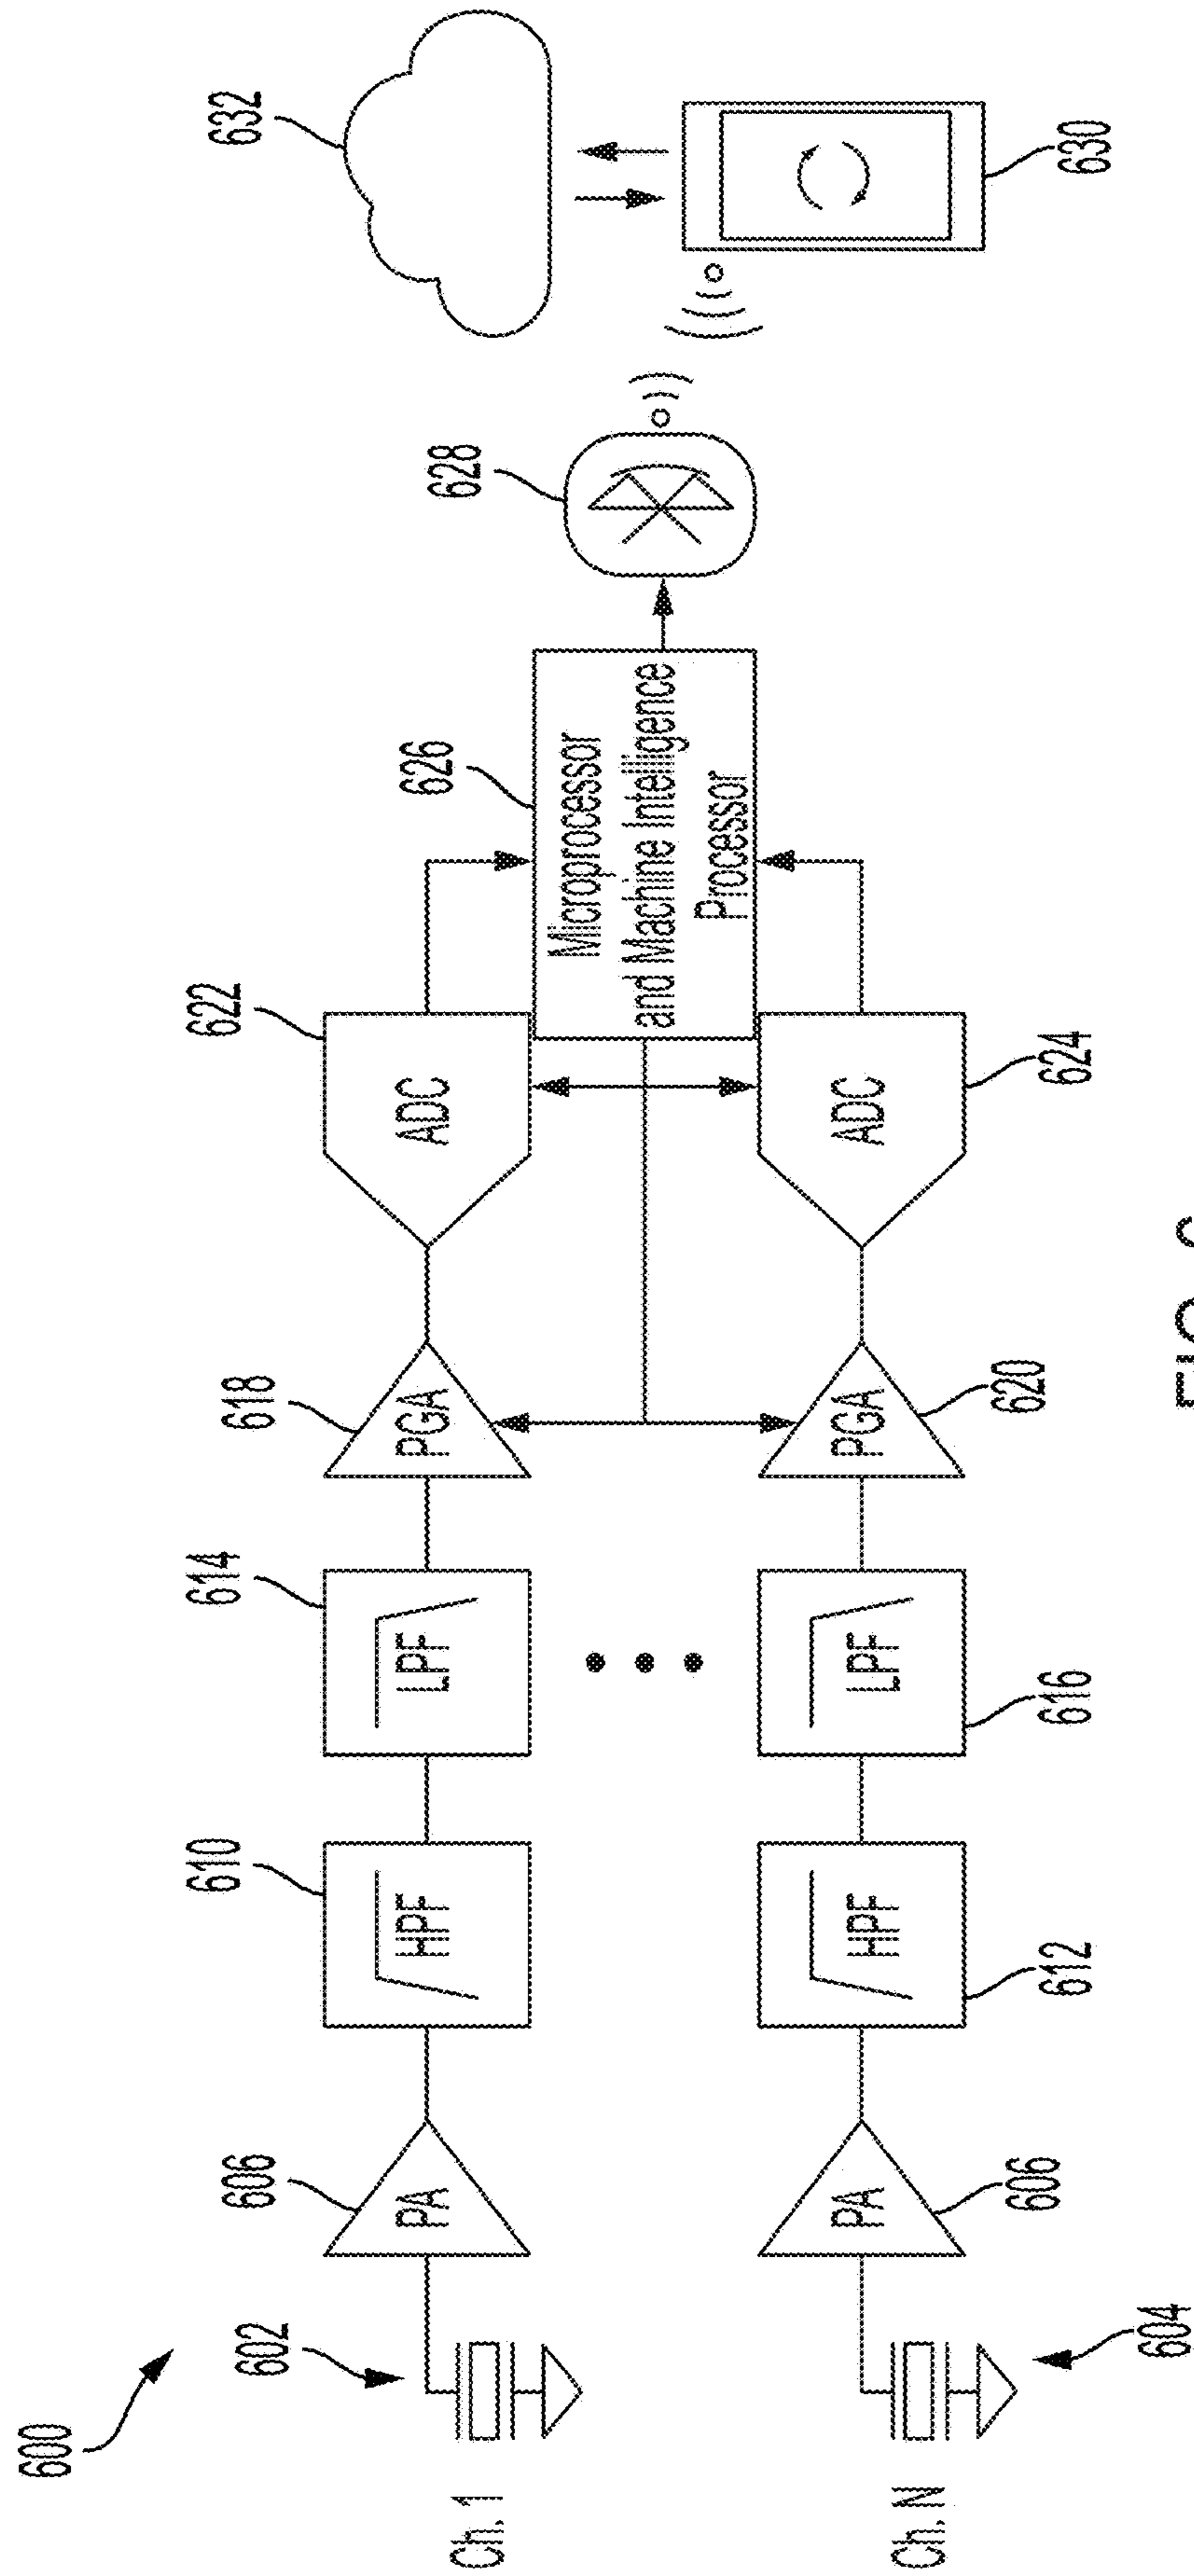 600
632
622
626
628
610
614
618
606
602
Ch. 1
PA
HPF
LPF
PGA
ADC
Microprocessor
and Machine Intelligence
Processor
Ch. N
PA
HPF
LPF
PGA
ADC
604
606
612
616
620
624
630
FIG.